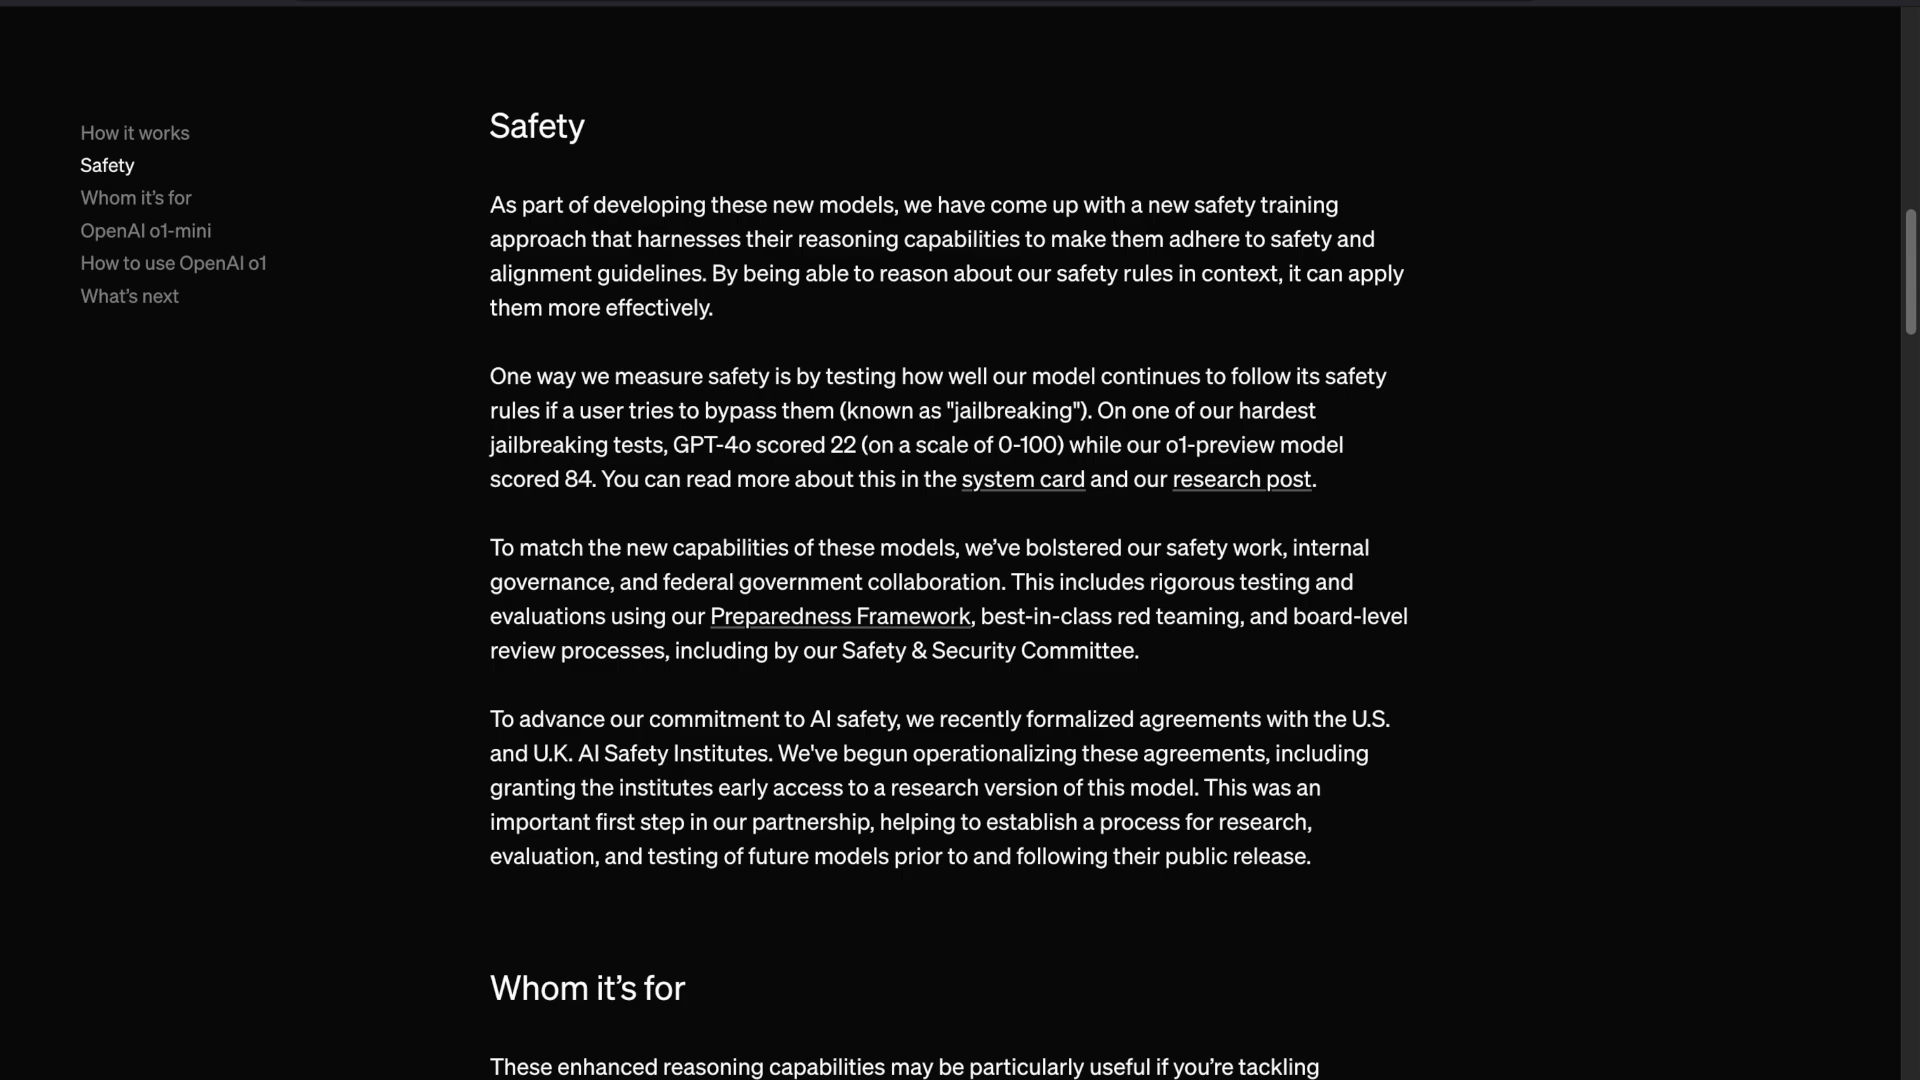 How it works
Safety
Whom it’s for
OpenAI o1-mini
How to use OpenAI o1
What’s next
Safety
As part of developing these new models, we have come up with a new safety training
approach that harnesses their reasoning capabilities to make them adhere to safety and
alignment guidelines. By being able to reason about our safety rules in context, it can apply
them more effectively.
One way we measure safety is by testing how well our model continues to follow its safety
rules if a user tries to bypass them (known as "jailbreaking"). On one of our hardest
jailbreaking tests, GPT-4o scored 22 (on a scale of 0-100) while our o1-preview model
scored 84. You can read more about this in the system card and our research post.
To match the new capabilities of these models, we’ve bolstered our safety work, internal
governance, and federal government collaboration. This includes rigorous testing and
evaluations using our Preparedness Framework, best-in-class red teaming, and board-level
review processes, including by our Safety & Security Committee.
To advance our commitment to AI safety, we recently formalized agreements with the U.S.
and U.K. AI Safety Institutes. We've begun operationalizing these agreements, including
granting the institutes early access to a research version of this model. This was an
important first step in our partnership, helping to establish a process for research,
evaluation, and testing of future models prior to and following their public release.
Whom it’s for
These enhanced reasoning capabilities may be particularly useful if you’re tackling